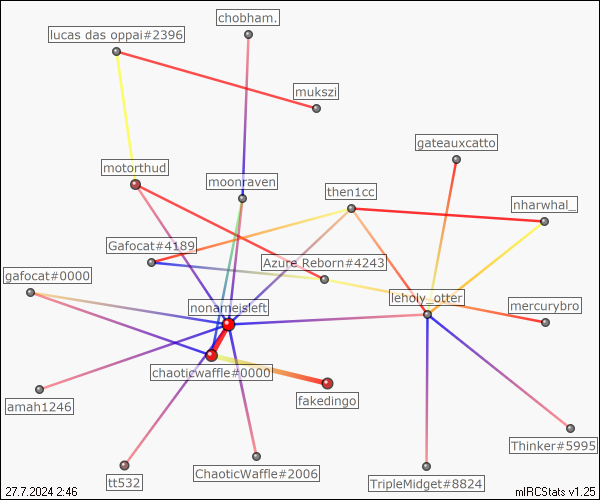 chobham.
lucas das oppai#2396
mukszi
gateauxcatto
motorthud
moonraven
then1cc
nharwhal_
Gafocat#4189
Azure_Reborn#4243
gafocat#0000
leholy_otter
nonameisleft
mercurybro
chaoticwaffle#0000
fakedingo
amah1246
Thinker#5995
ChaoticWaffle#2006
tt532
TripleMidget#8824
27.7.2024 2:46
mIRCStats v1.25